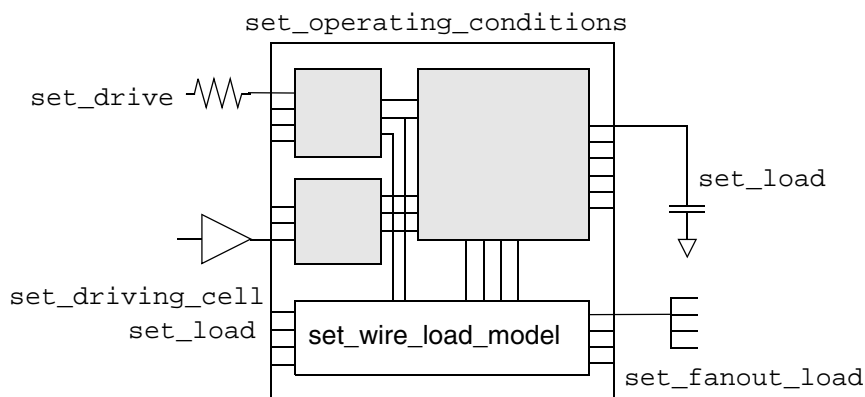 set_operating_conditions
set_drive
set_load
set_driving_cell
set_load
set_wire_load_model
set_fanout_load